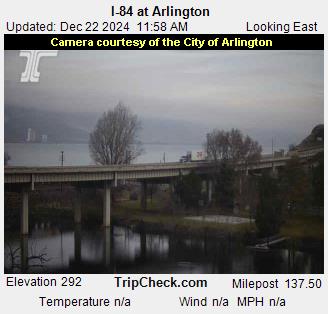 I-84 at Arlington
Updated: Dec 22 2024 11:58 AM Looking East
Camera courtesy of the City of Arlington
Elevation 292 TripCheck.com Milepost 137.50
Temperature n/a Wind n/a MPH n/a